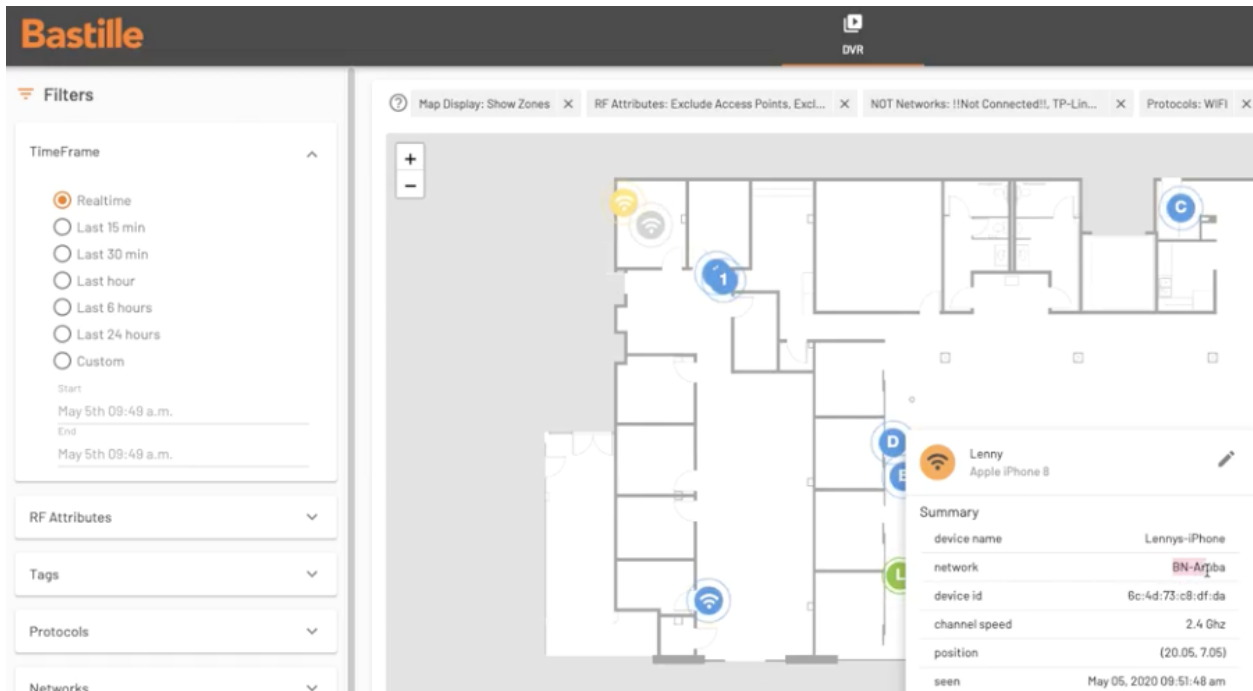 Bastille
DVR
Filters
TimeFrame
Realtime
Last 15 min
Last 30 min
Last hour
Last 6 hours
Last 24 hours
Custom
Start
May 5th 09:49 a.m.
End
May 5th 09:49 a.m.
RF Attributes
Tags
Protocols
Networks
Map Display: Show Zones
RF Attributes: Exclude Access Points, Excl...
NOT Networks: !!Not Connected!!, TP-Lin...
Protocols: WIFI
+
−
1
C
D
L
Lenny
Apple iPhone 8
Summary
device name Lennys-iPhone
network BN-Aruba
device id 6c:4d:73:c8:df:da
channel speed 2.4 Ghz
position (20.05, 7.05)
seen May 05, 2020 09:51:48 am